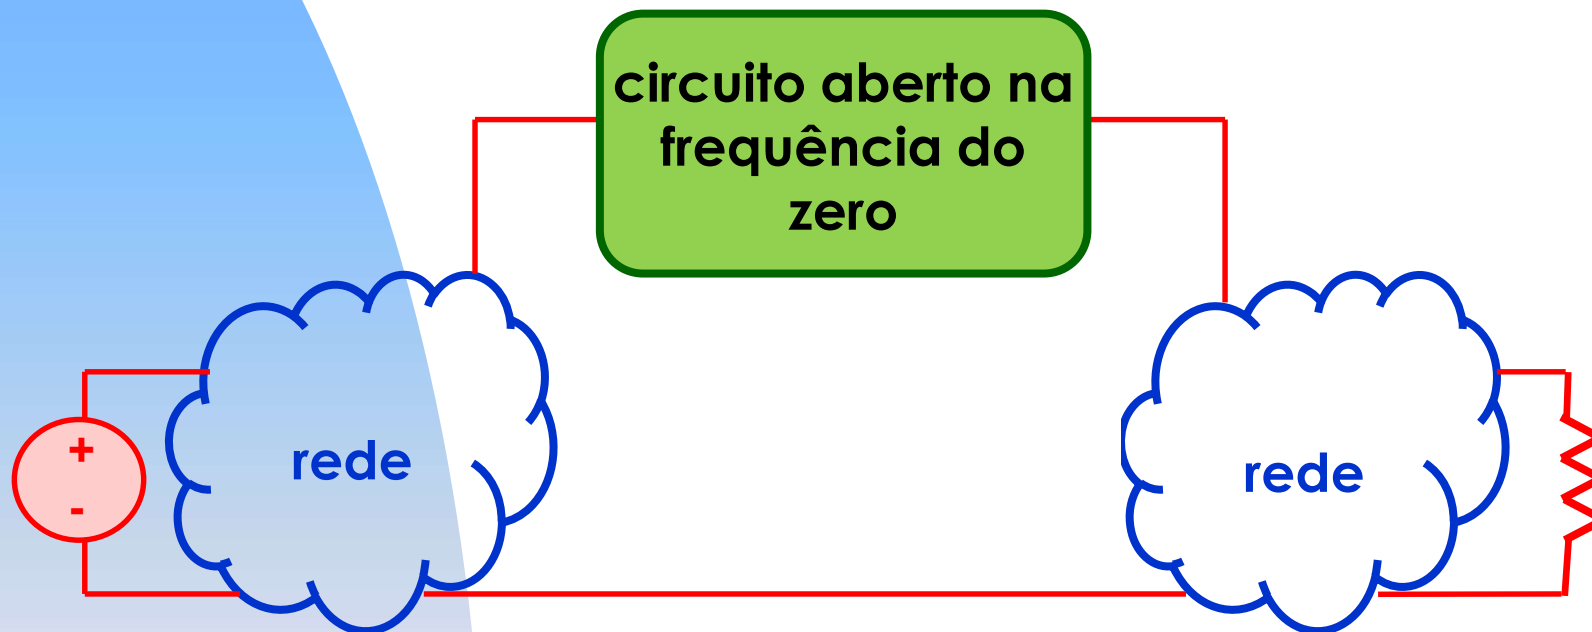 circuito aberto na
frequência do
zero
+
-
rede
rede